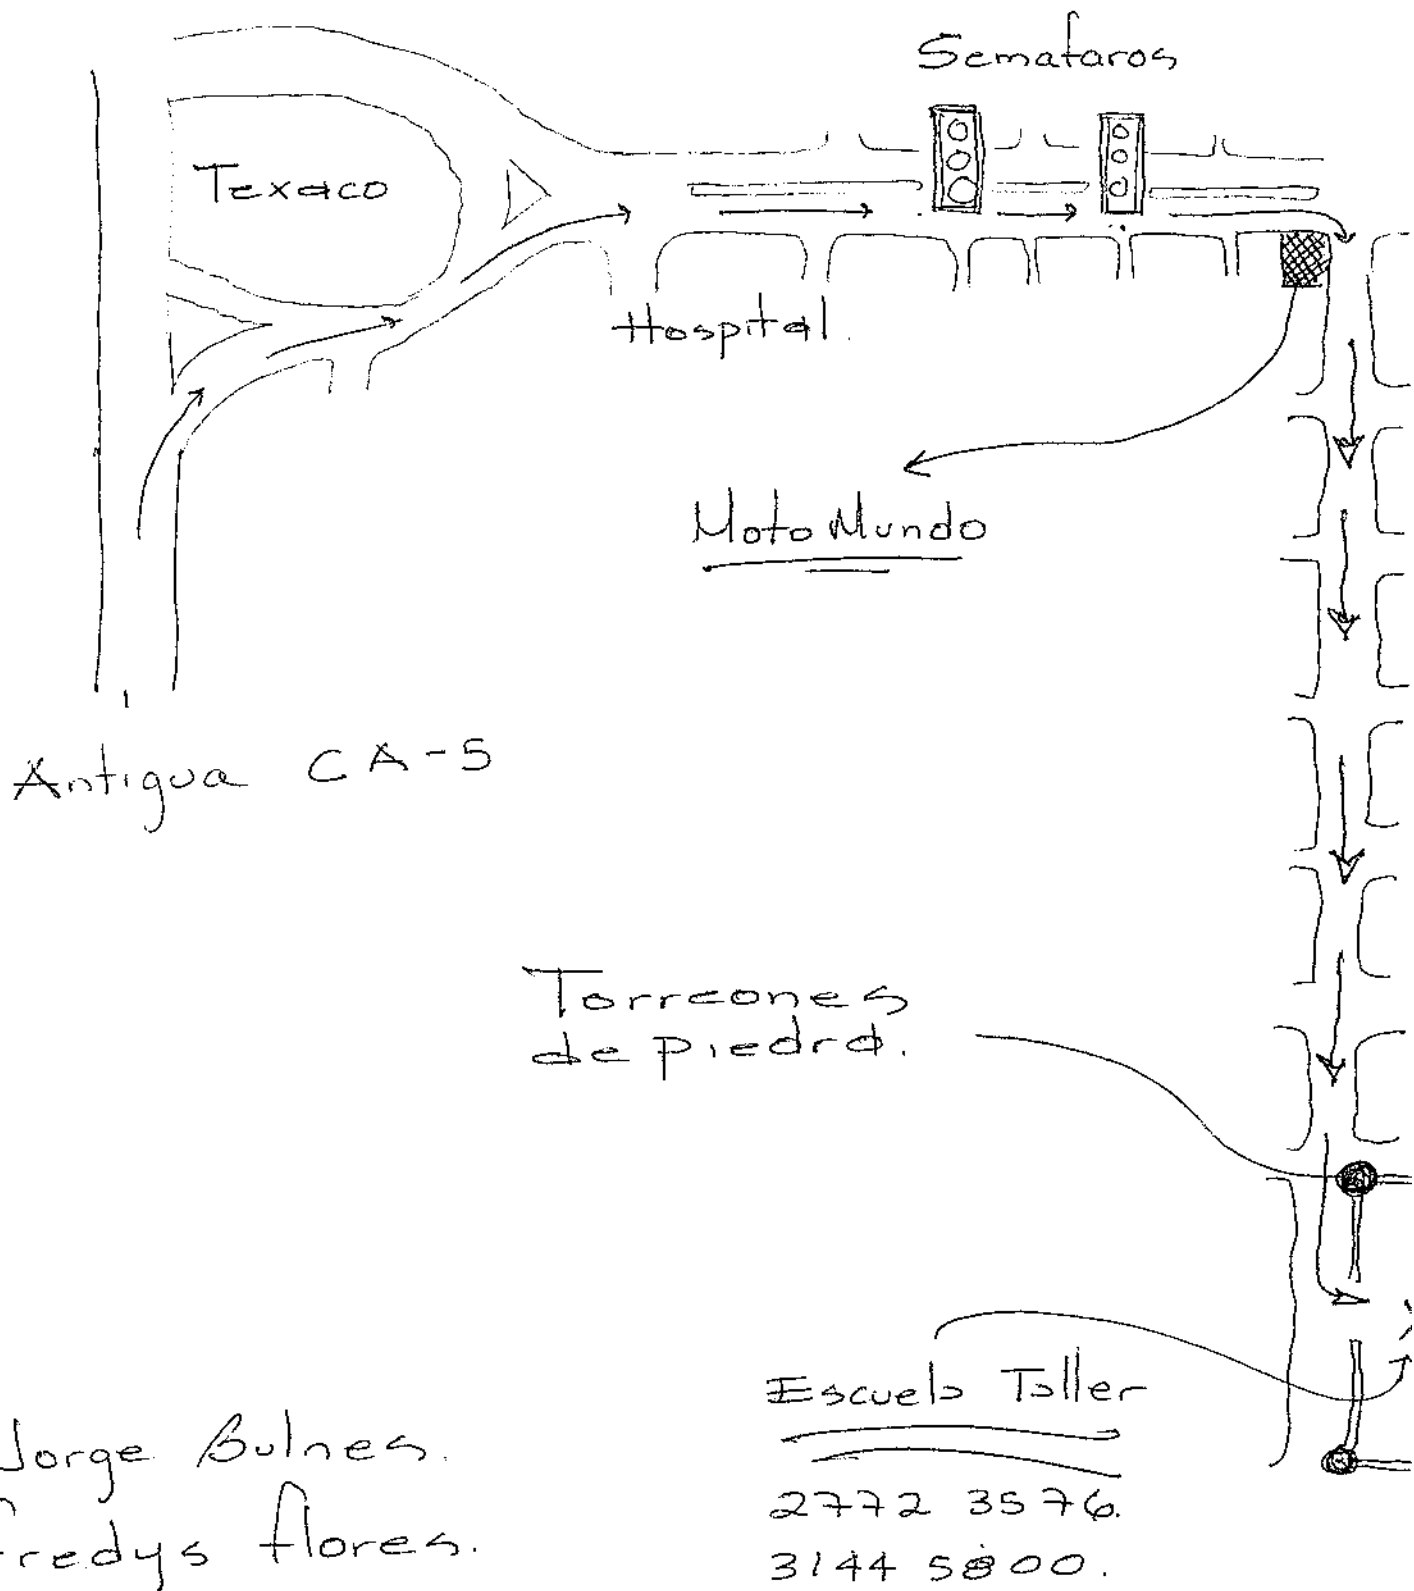 Semafaros
Texaco
Hospital.
Moto Mundo
Antigua CA-5
Torreones
de piedra.
Escuela Taller
2772 3576.
3144 5800.
Jorge Bulnes.
Fredys flores.